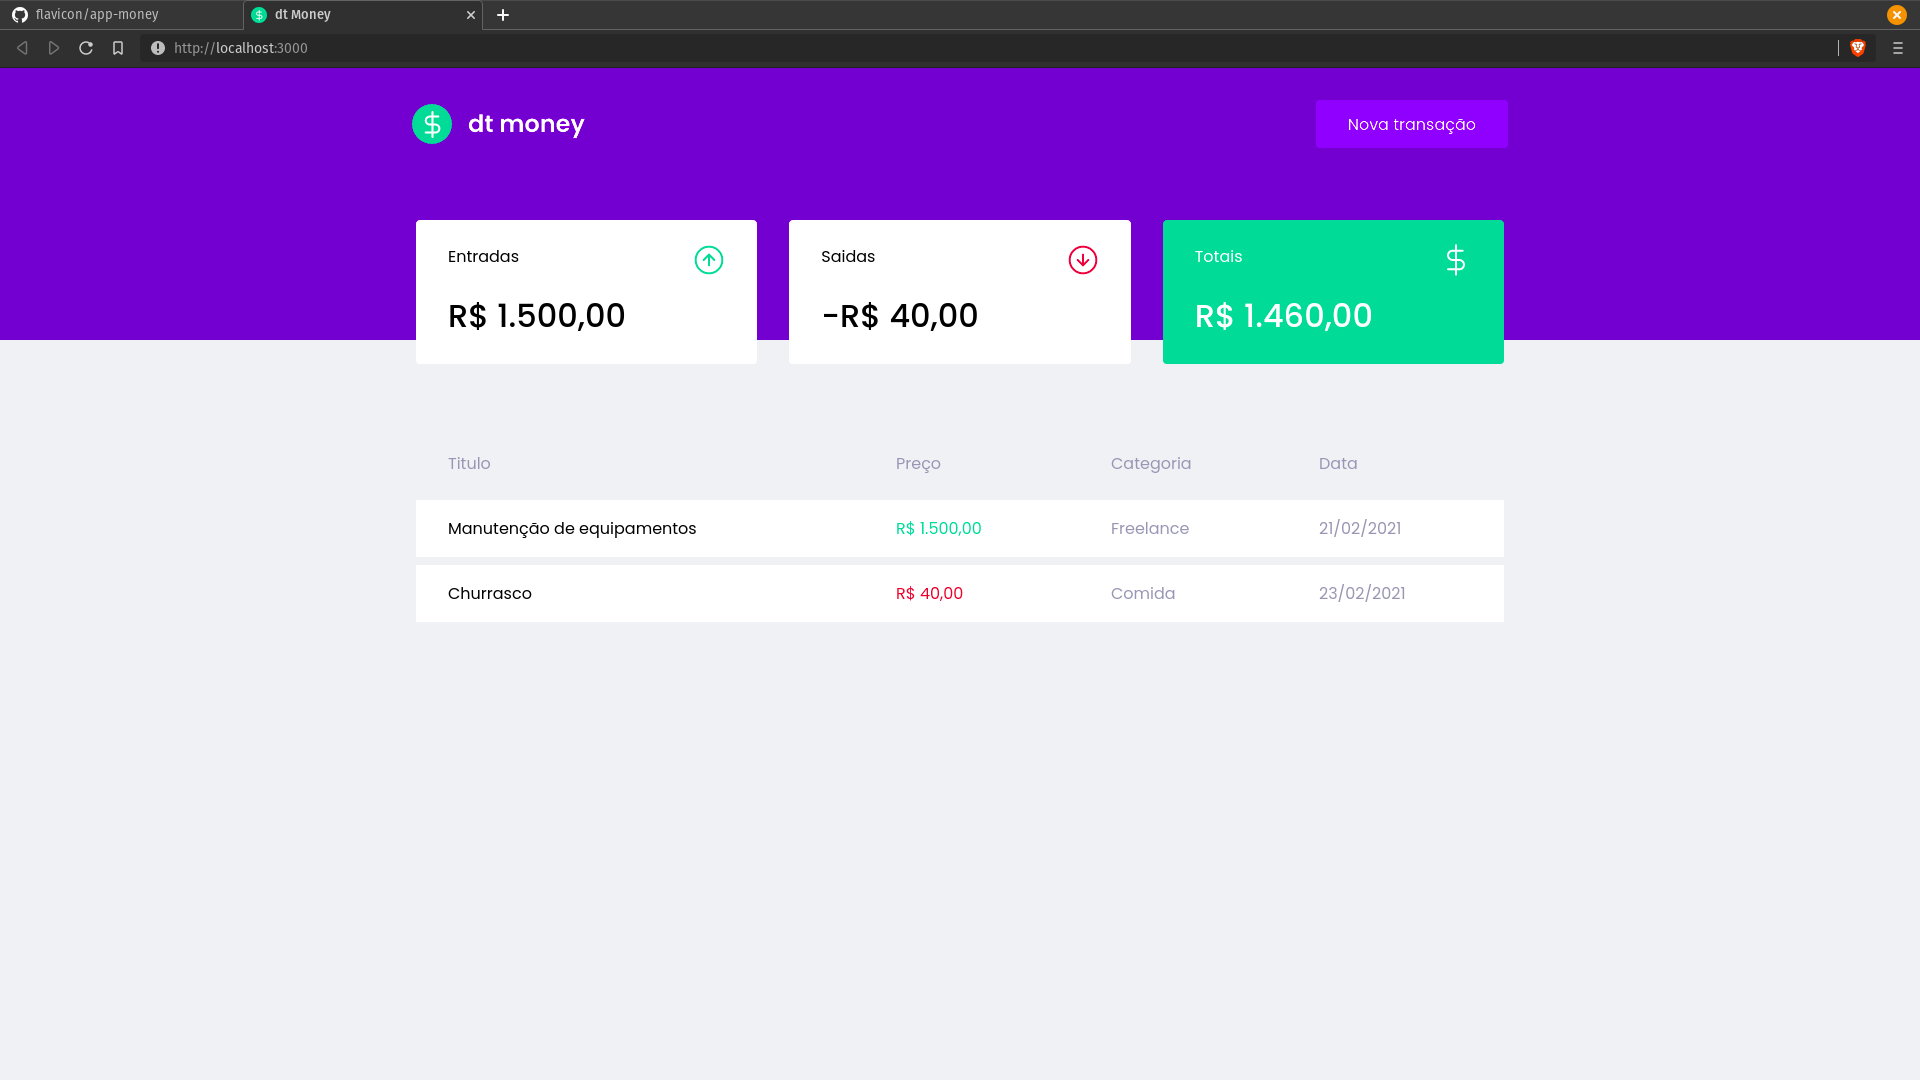 flavicon/app-money
dt Money
http://localhost:3000
dt money
Nova transação
Entradas
R$ 1.500,00
Saidas
-R$ 40,00
Totais
R$ 1.460,00
Titulo Preço Categoria Data
Manutenção de equipamentos R$ 1.500,00 Freelance 21/02/2021
Churrasco R$ 40,00 Comida 23/02/2021